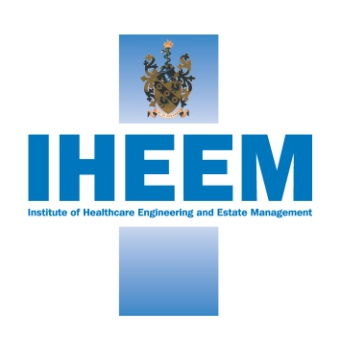 IHEEM
Institute of Healthcare Engineering and Estate Management